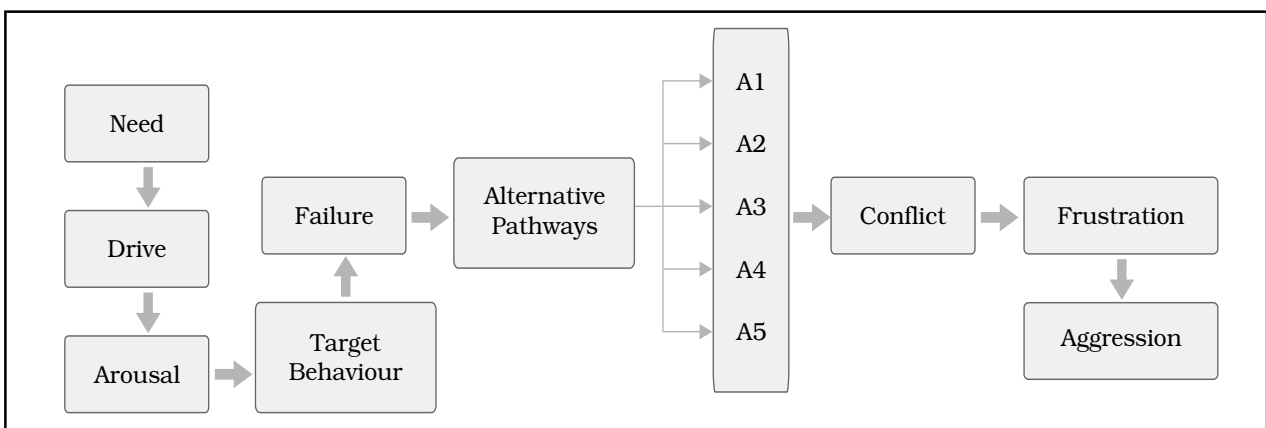 Need
Drive
Arousal
Target
Behaviour
Failure
Alternative
Pathways
A1
A2
A3
A4
A5
Conflict
Frustration
Aggression